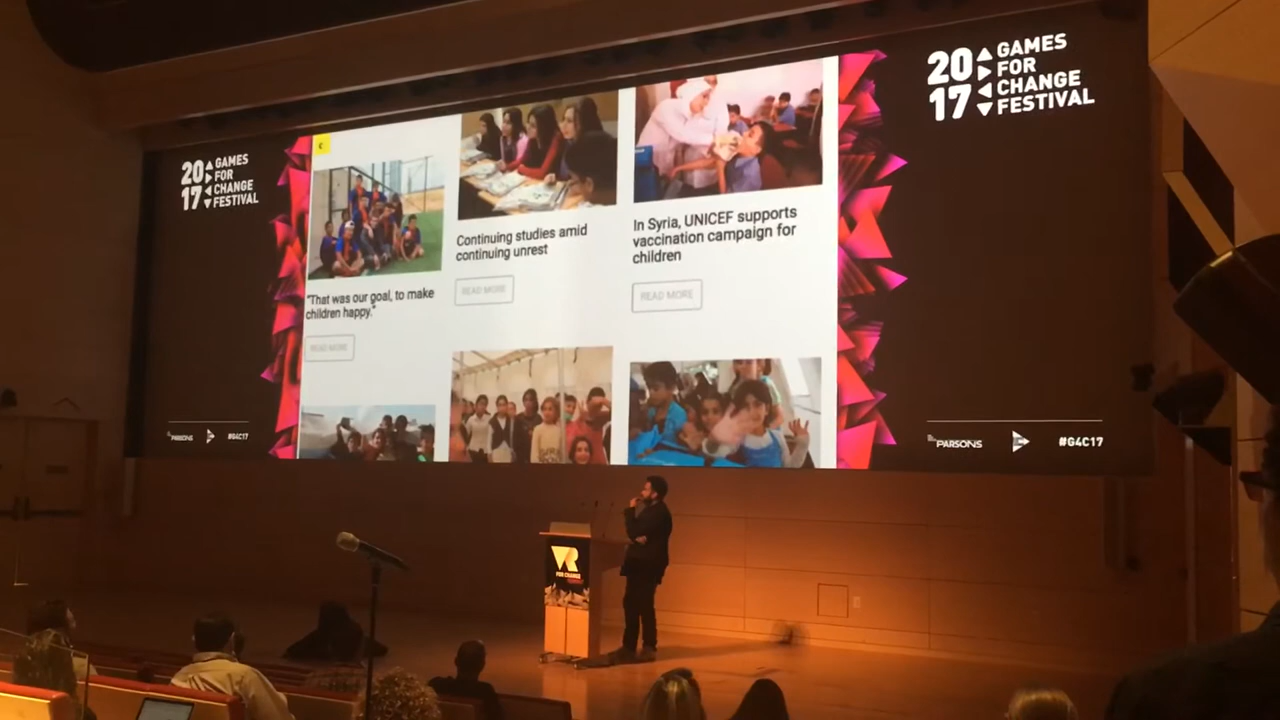 20
17
GAMES
FOR
CHANGE
FESTIVAL
PARSONS
#G4C17
"That was our goal, to make
children happy."
READ MORE
Continuing studies amid
continuing unrest
READ MORE
In Syria, UNICEF supports
vaccination campaign for
children
READ MORE
20
17
GAMES
FOR
CHANGE
FESTIVAL
PARSONS
#G4C17
VR
FOR CHANGE